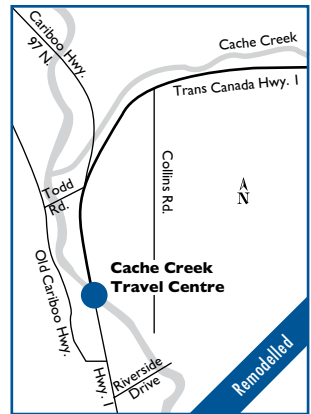 Cariboo Hwy.
97 N.
Cache Creek
Trans Canada Hwy. 1
Todd
Rd.
Collins Rd.
N
Old Cariboo Hwy.
Cache Creek
Travel Centre
Hwy. 1
Riverside
Drive
Remodelled